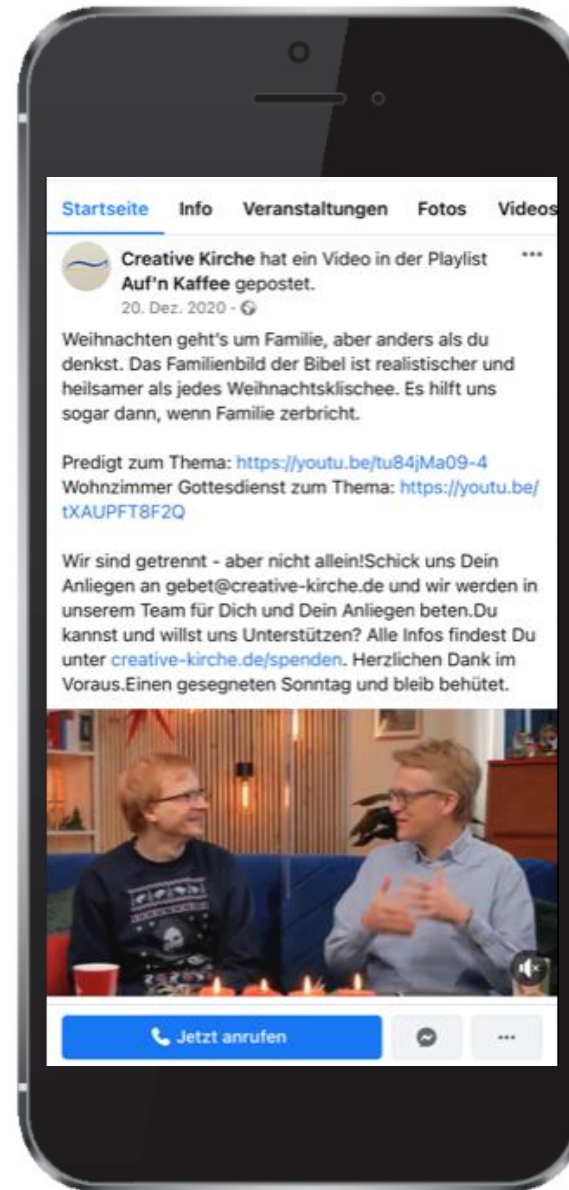 Startseite Info Veranstaltungen Fotos Videos
Creative Kirche hat ein Video in der Playlist
Auf'n Kaffee gepostet.
20. Dez. 2020 ·
Weihnachten geht's um Familie, aber anders als du
denkst. Das Familienbild der Bibel ist realistischer und
heilsamer als jedes Weihnachtsklischee. Es hilft uns
sogar dann, wenn Familie zerbricht.
Predigt zum Thema: https://youtu.be/tu84jMa09-4
Wohnzimmer Gottesdienst zum Thema: https://youtu.be/
tXAUPFT8F2Q
Wir sind getrennt - aber nicht allein!Schick uns Dein
Anliegen an gebet@creative-kirche.de und wir werden in
unserem Team für Dich und Dein Anliegen beten.Du
kannst und willst uns Unterstützen? Alle Infos findest Du
unter creative-kirche.de/spenden. Herzlichen Dank im
Voraus.Einen gesegneten Sonntag und bleib behütet.
Jetzt anrufen